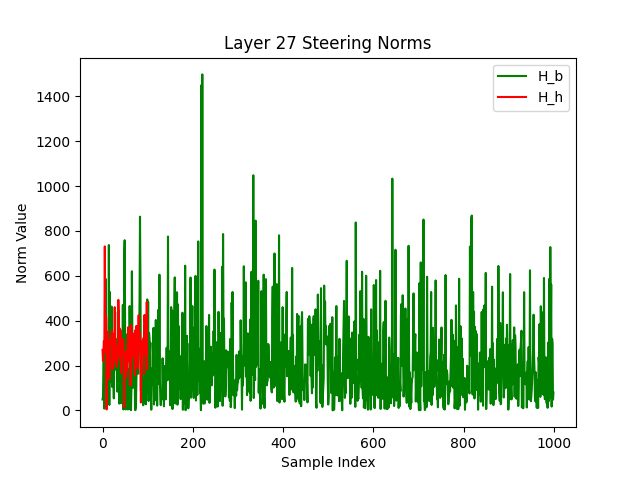 Layer 27 Steering Norms
H_b
H_h
1400
1200
1000
800
600
400
200
0
Norm Value
0 200 400 600 800 1000
Sample Index